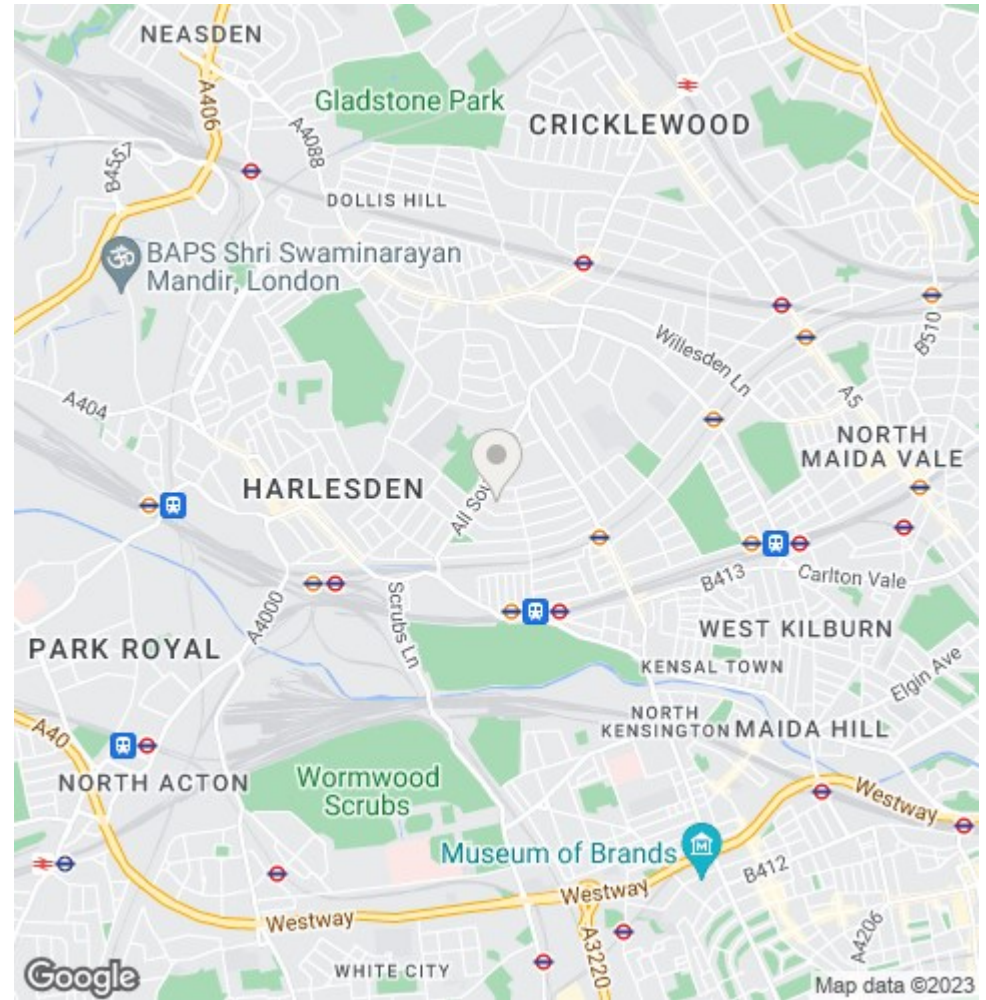 NEASDEN
A406
Gladstone Park
CRICKLEWOOD
A4088
B4557
DOLLIS HILL
BAPS Shri Swaminarayan
Mandir, London
Willesden Ln
B510
A5
A404
NORTH
MAIDA VALE
HARLESDEN
All Sou
B413
Carlton Vale
Scrubs Ln
A4000
WEST KILBURN
PARK ROYAL
KENSAL TOWN
Elgin Ave
NORTH
KENSINGTON
MAIDA HILL
A40
NORTH ACTON
Wormwood
Scrubs
Westway
Museum of Brands
B412
Westway
Westway
A3220
A206
WHITE CITY
Google
Map data ©2023